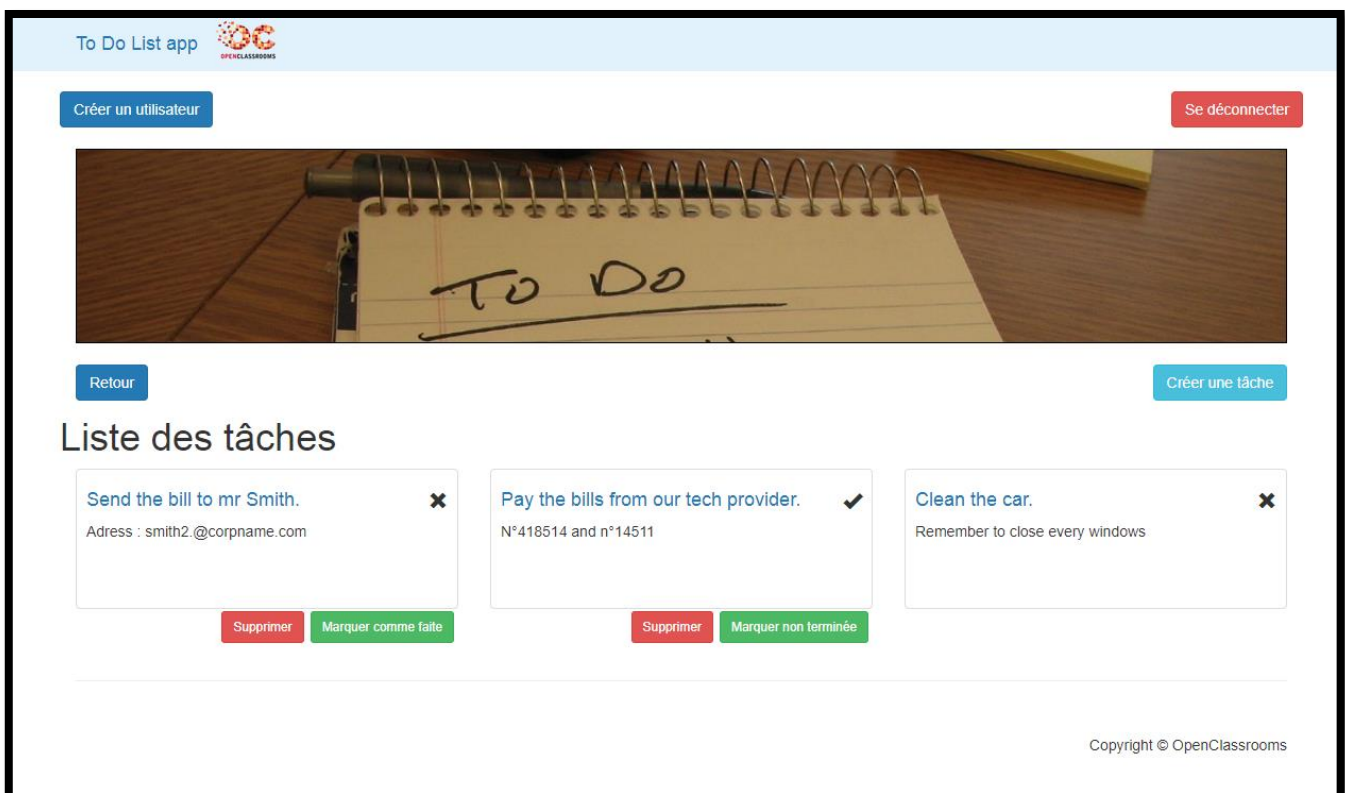 To Do List app
OC
OPENCLASSROOMS
Créer un utilisateur
Se déconnecter
To Do
Retour
Créer une tâche
Liste des tâches
Send the bill to mr Smith.
Adress : smith2.@corpname.com
Supprimer
Marquer comme faite
Pay the bills from our tech provider.
N°418514 and n°14511
Supprimer
Marquer non terminée
Clean the car.
Remember to close every windows
Copyright © OpenClassrooms